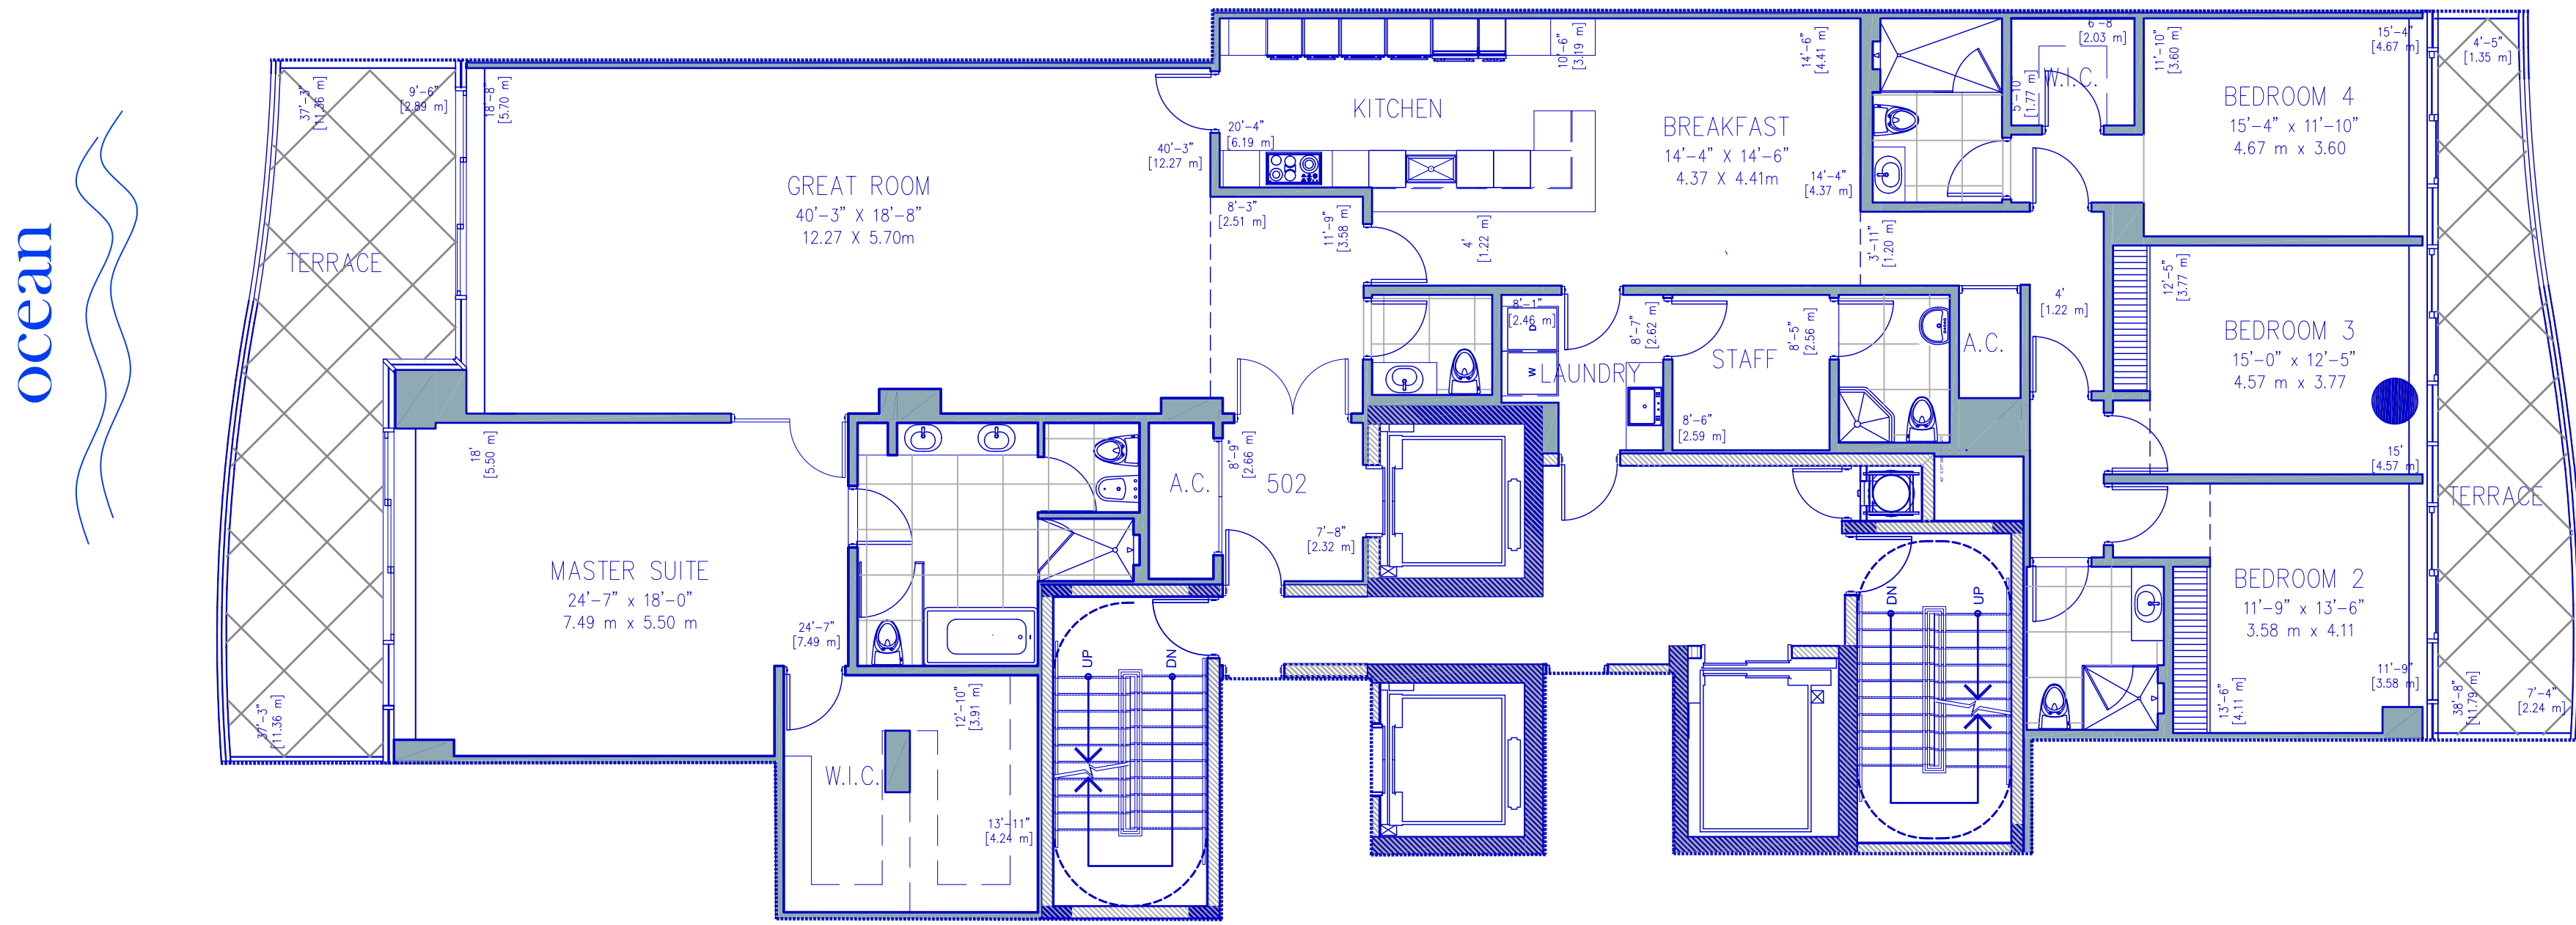 ocean
37'-3"
[11.36 m]
9'-6"
[2.89 m]
18'-8"
[5.70 m]
TERRACE
GREAT ROOM
40'-3" X 18'-8"
12.27 X 5.70m
40'-3"
[12.27 m]
20'-4"
[6.19 m]
KITCHEN
10'-6"
[3.19 m]
BREAKFAST
14'-4" X 14'-6"
4.37 X 4.41m
14'-6"
[4.41 m]
14'-4"
[4.37 m]
6'-8"
[2.03 m]
W.I.C.
5'-10"
[1.77 m]
11'-10"
[3.60 m]
BEDROOM 4
15'-4" x 11'-10"
4.67 m x 3.60
15'-4"
[4.67 m]
4'-5"
[1.35 m]
8'-3"
[2.51 m]
11'-9"
[3.58 m]
4'
[1.22 m]
3'-11"
[1.20 m]
4'
[1.22 m]
12'-5"
[3.77 m]
BEDROOM 3
15'-0" x 12'-5"
4.57 m x 3.77
15'
[4.57 m]
8'-1"
[2.46 m]
D
W
LAUNDRY
8'-7"
[2.62 m]
STAFF
8'-5"
[2.56 m]
8'-6"
[2.59 m]
A.C.
18'
[5.50 m]
A.C.
8'-9"
[2.66 m]
502
7'-8"
[2.32 m]
TERRACE
MASTER SUITE
24'-7" x 18'-0"
7.49 m x 5.50 m
24'-7"
[7.49 m]
BEDROOM 2
11'-9" x 13'-6"
3.58 m x 4.11
11'-9"
[3.58 m]
13'-6"
[4.11 m]
38'-8"
[11.79 m]
7'-4"
[2.24 m]
DN
UP
UP
DN
37'-3"
[11.36 m]
12'-10"
[3.91 m]
W.I.C.
13'-11"
[4.24 m]